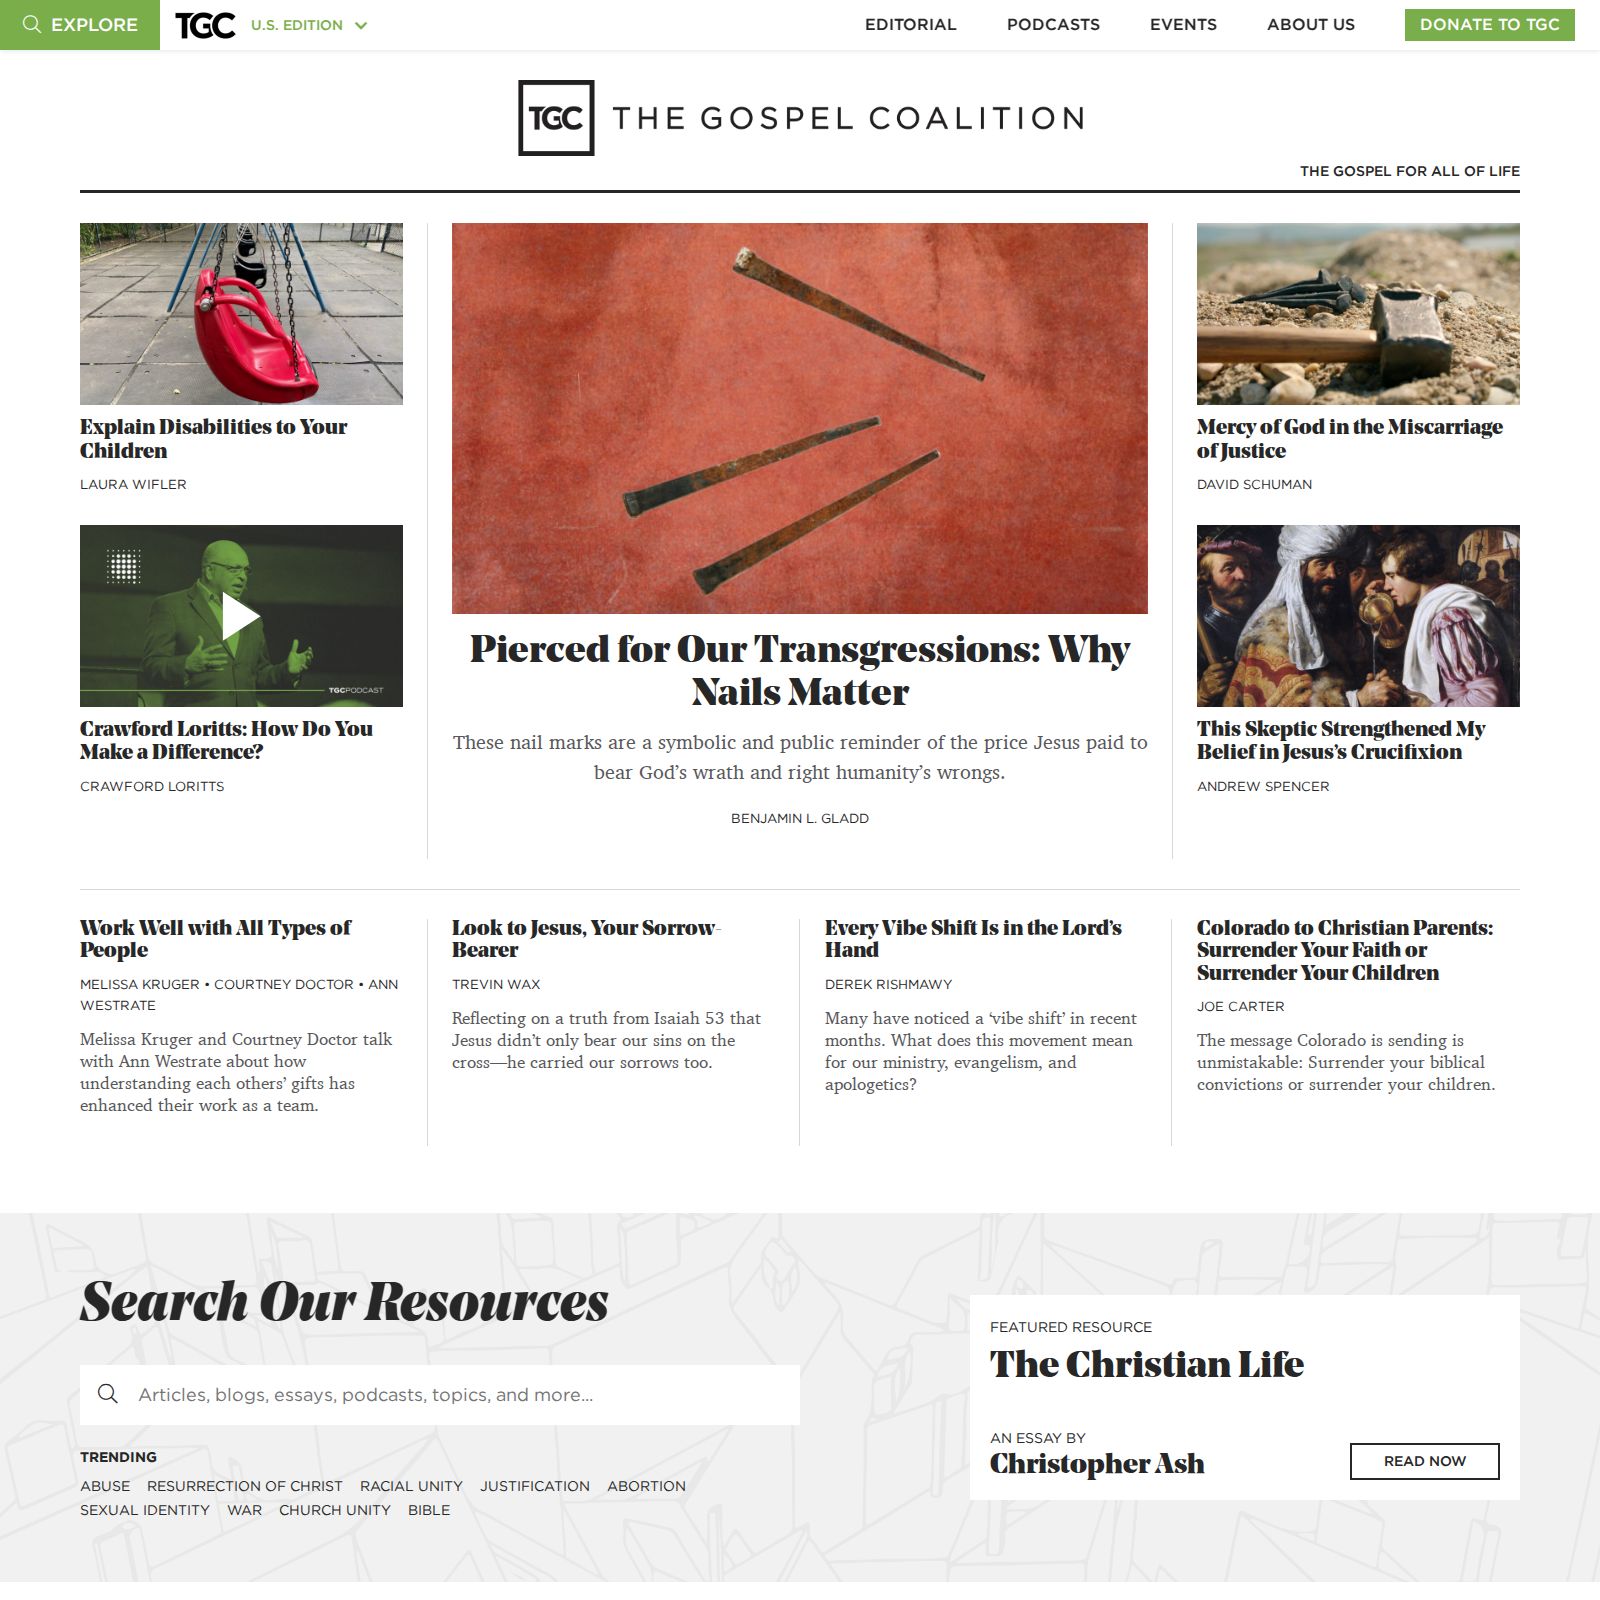 EXPLORE
TGC
U.S. EDITION
EDITORIAL
PODCASTS
EVENTS
ABOUT US
DONATE TO TGC
TGC THE GOSPEL COALITION
THE GOSPEL FOR ALL OF LIFE
Explain Disabilities to Your
Children
LAURA WIFLER
TGCPODCAST
Crawford Loritts: How Do You
Make a Difference?
CRAWFORD LORITTS
Pierced for Our Transgressions: Why
Nails Matter
These nail marks are a symbolic and public reminder of the price Jesus paid to
bear God’s wrath and right humanity’s wrongs.
BENJAMIN L. GLADD
Mercy of God in the Miscarriage
of Justice
DAVID SCHUMAN
This Skeptic Strengthened My
Belief in Jesus’s Crucifixion
ANDREW SPENCER
Work Well with All Types of
People
MELISSA KRUGER • COURTNEY DOCTOR • ANN
WESTRATE
Melissa Kruger and Courtney Doctor talk
with Ann Westrate about how
understanding each others’ gifts has
enhanced their work as a team.
Look to Jesus, Your Sorrow-
Bearer
TREVIN WAX
Reflecting on a truth from Isaiah 53 that
Jesus didn’t only bear our sins on the
cross—he carried our sorrows too.
Every Vibe Shift Is in the Lord’s
Hand
DEREK RISHMAWY
Many have noticed a ‘vibe shift’ in recent
months. What does this movement mean
for our ministry, evangelism, and
apologetics?
Colorado to Christian Parents:
Surrender Your Faith or
Surrender Your Children
JOE CARTER
The message Colorado is sending is
unmistakable: Surrender your biblical
convictions or surrender your children.
Search Our Resources
Articles, blogs, essays, podcasts, topics, and more...
TRENDING
ABUSE RESURRECTION OF CHRIST RACIAL UNITY JUSTIFICATION ABORTION
SEXUAL IDENTITY WAR CHURCH UNITY BIBLE
FEATURED RESOURCE
The Christian Life
AN ESSAY BY
Christopher Ash
READ NOW